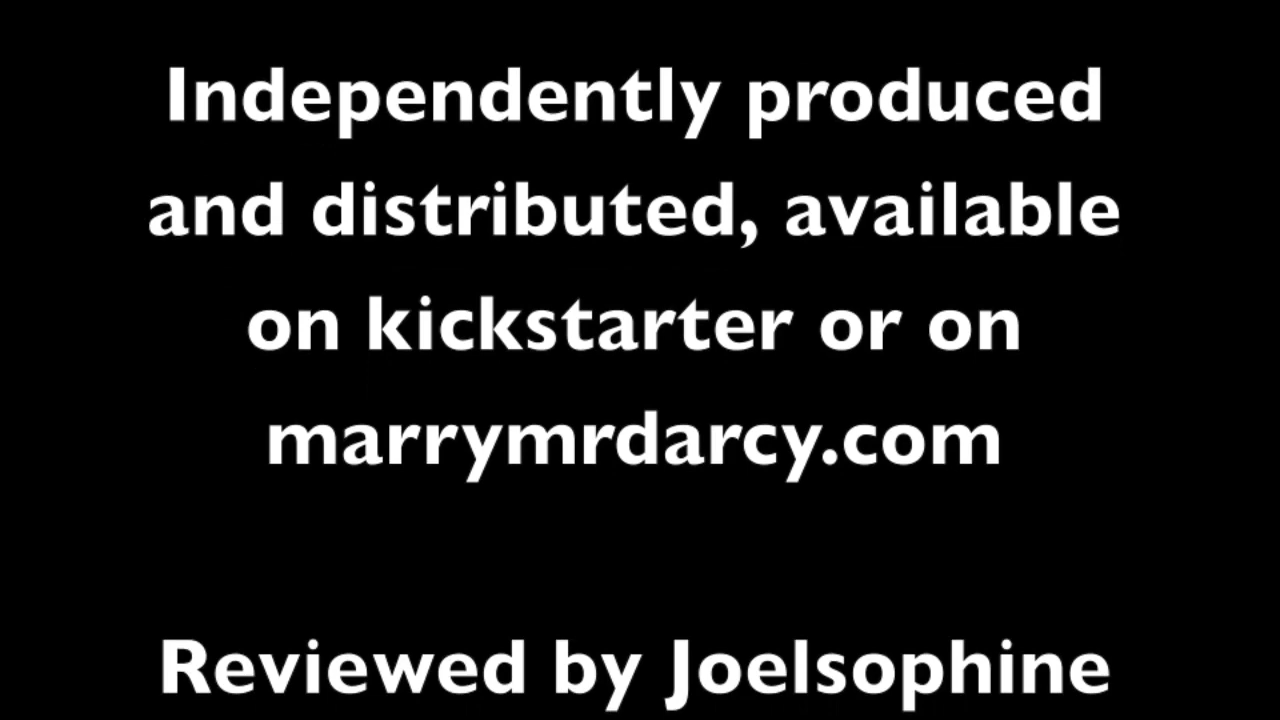 Independently produced
and distributed, available
on kickstarter or on
marrymrdarcy.com
Reviewed by Joelsophine